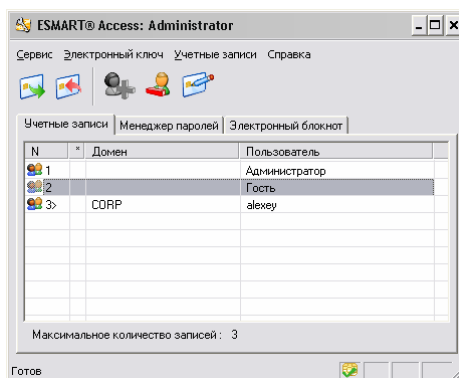 ESMART® Access: Administrator
Сервис Электронный ключ Учетные записи Справка
Учетные записи Менеджер паролей Электронный блокнот
N * Домен Пользователь
1 Администратор
2 Гость
3> CORP alexey
Максимальное количество записей : 3
Готов